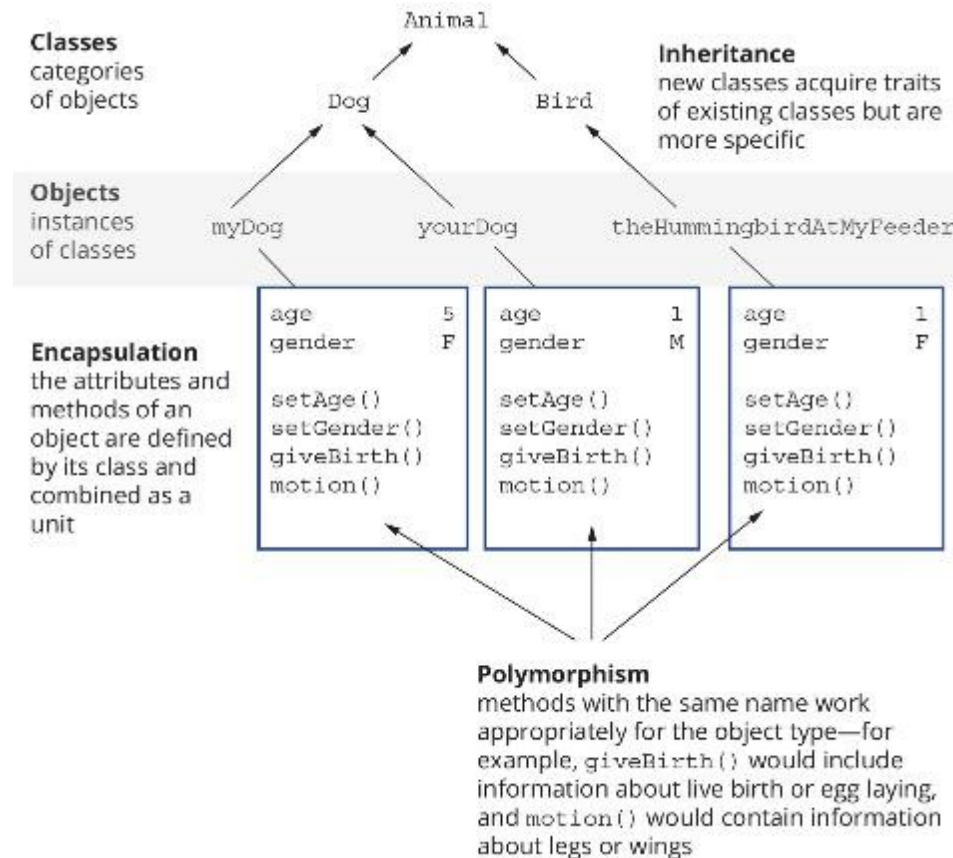 Animal
Classes
categories
of objects
Inheritance
new classes acquire traits
of existing classes but are
more specific
Dog
Bird
Objects
instances
of classes
myDog
yourDog
theHummingbirdAtMyFeeder
Encapsulation
the attributes and
methods of an
object are defined
by its class and
combined as a
unit
age 5
gender F
setAge()
setGender()
giveBirth()
motion()
age 1
gender M
setAge()
setGender()
giveBirth()
motion()
age 1
gender F
setAge()
setGender()
giveBirth()
motion()
Polymorphism
methods with the same name work
appropriately for the object type—for
example, giveBirth() would include
information about live birth or egg laying,
and motion() would contain information
about legs or wings